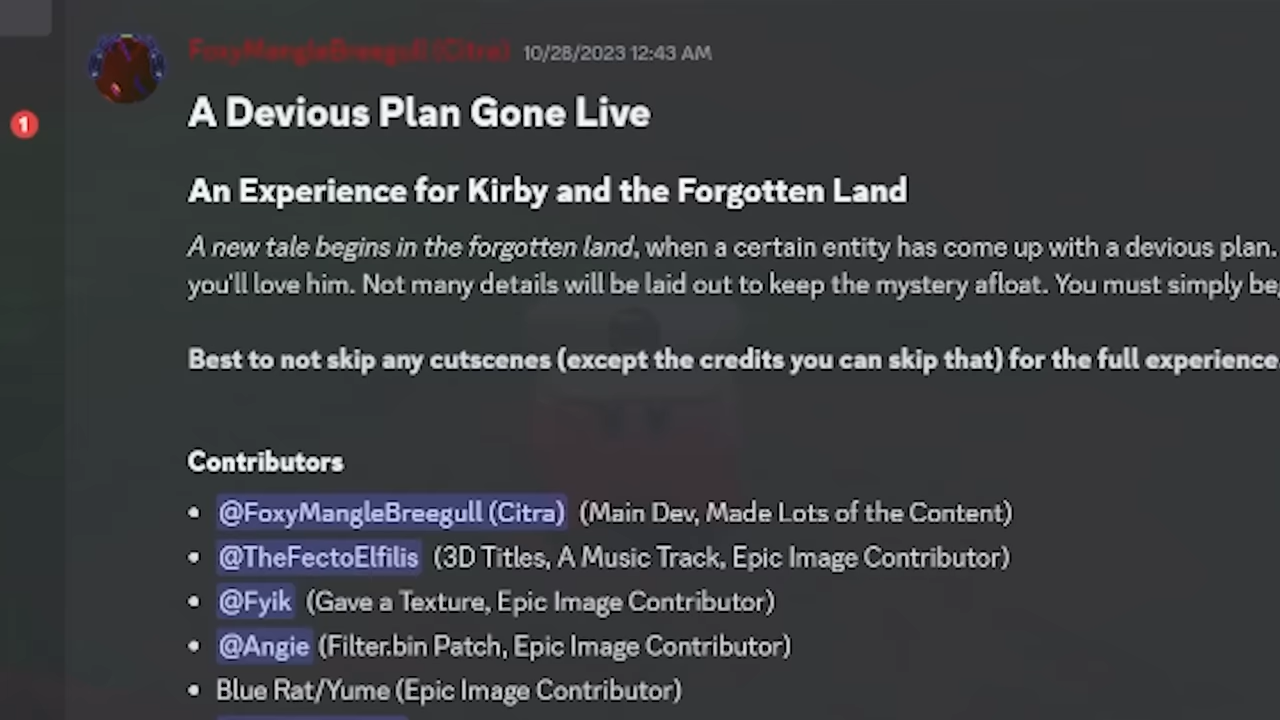 FoxyMangleBreegull (Citra) 10/28/2023 12:43 AM
1
A Devious Plan Gone Live
An Experience for Kirby and the Forgotten Land
A new tale begins in the forgotten land, when a certain entity has come up with a devious plan.
you'll love him. Not many details will be laid out to keep the mystery afloat. You must simply
Best to not skip any cutscenes (except the credits you can skip that) for the full experience.
Contributors
• @FoxyMangleBreegull (Citra) (Main Dev, Made Lots of the Content)
• @TheFectoElfilis (3D Titles, A Music Track, Epic Image Contributor)
• @Fyik (Gave a Texture, Epic Image Contributor)
• @Angie (Filter.bin Patch, Epic Image Contributor)
• Blue Rat/Yume (Epic Image Contributor)